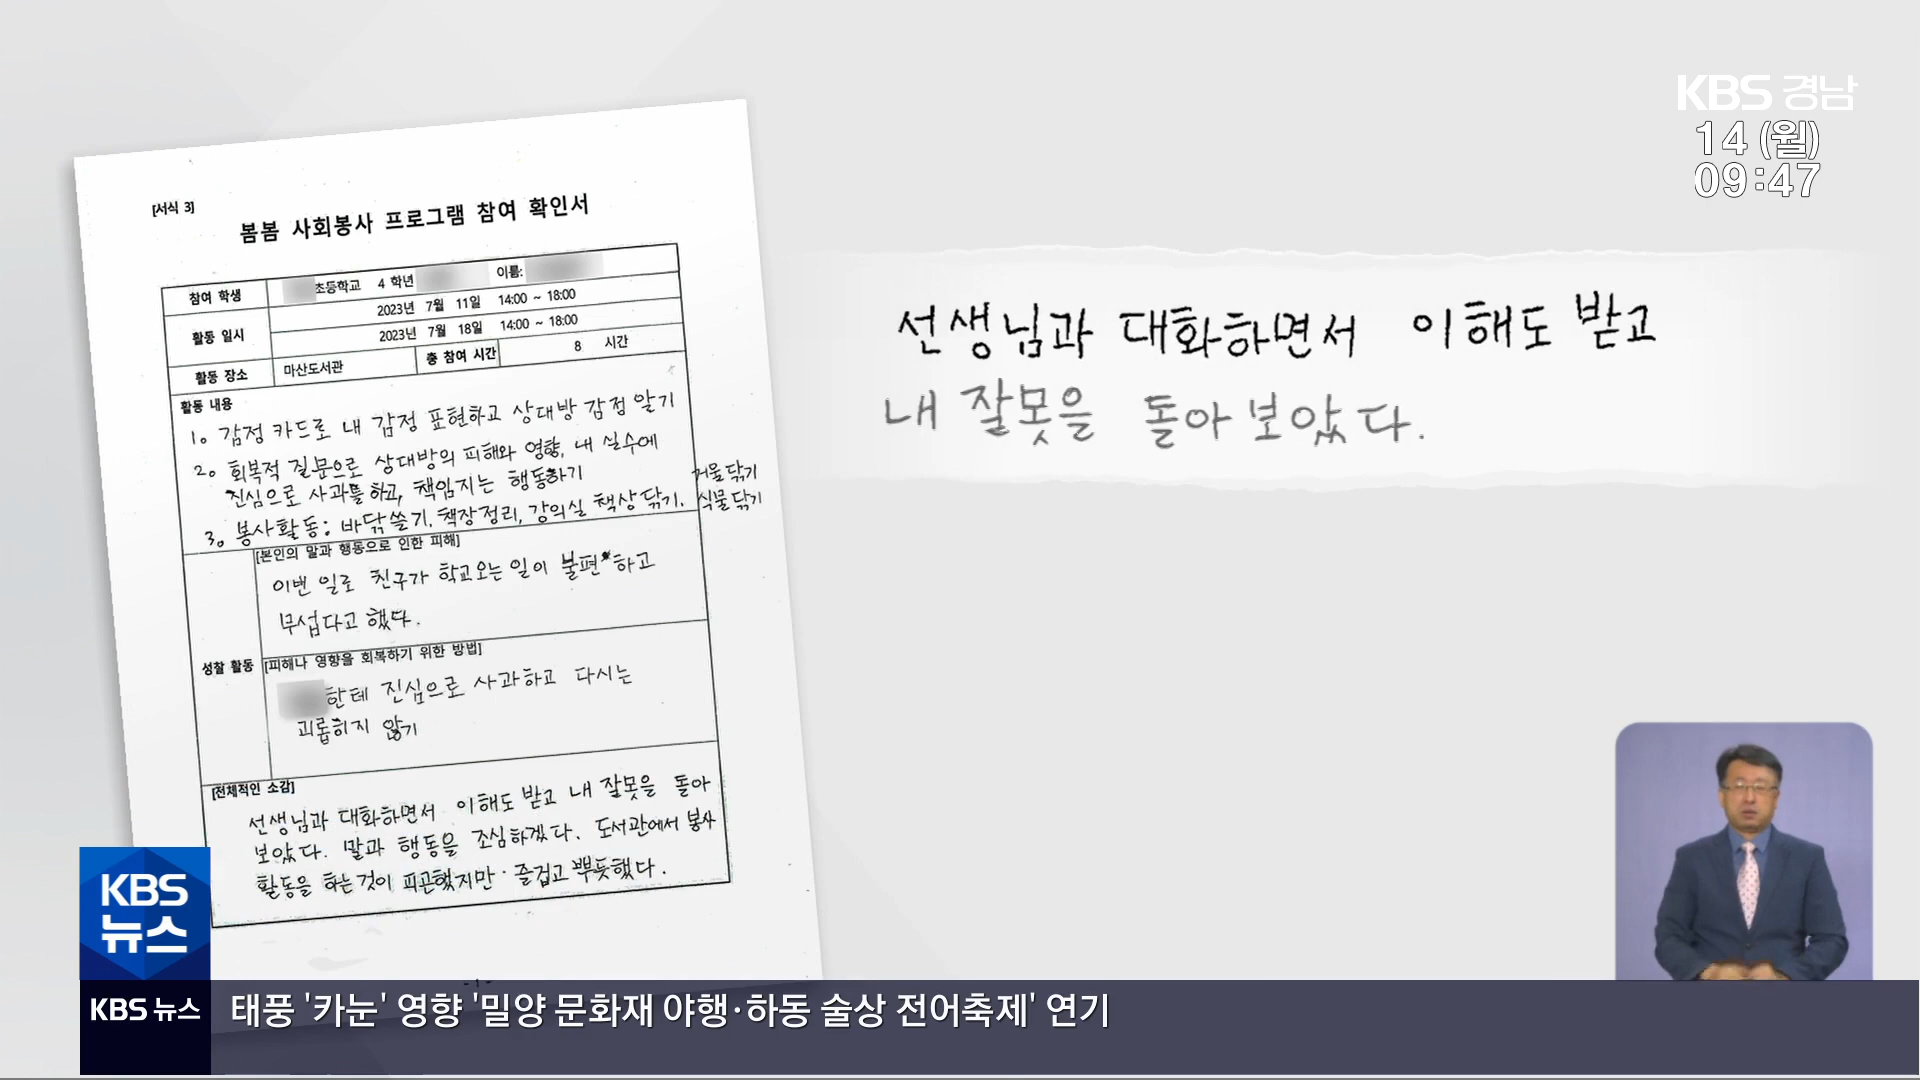 KBS 경남
14 (월)
09:47
[서식 3]
봄봄 사회봉사 프로그램 참여 확인서
참여 학생 초등학교 4 학년 이름:
활동 일시 2023년 7월 11일 14:00 ~ 18:00
2023년 7월 18일 14:00 ~ 18:00
활동 장소 마산도서관 총 참여 시간 8 시간
활동 내용
1. 감정 카드로 내 감정 표현하고 상대방 감정 알기
2. 회복적 질문으로 상대방의 피해와 영향, 내 실수에
진심으로 사과를 하고, 책임지는 행동하기
3. 봉사활동: 바닦쓸기, 책장정리, 강의실 책상 닦기, 거울닦기
식물닦기
성찰 활동
[본인의 말과 행동으로 인한 피해]
이번 일로 친구가 학교오는 일이 불편하고
무섭다고 했다.
[피해나 영향을 회복하기 위한 방법]
한테 진심으로 사과하고 다시는
괴롭히지 않기
[전체적인 소감]
선생님과 대화하면서 이해도 받고 내 잘못을 돌아
보았다. 말과 행동을 조심하겠다. 도서관에서 봉사
활동을 하는것이 피곤했지만 즐겁고 뿌듯했다.
- 1 -
선생님과 대화하면서 이해도 받고
내 잘못을 돌아 보았다.
KBS
뉴스
KBS 뉴스 태풍 '카눈' 영향 '밀양 문화재 야행·하동 술상 전어축제' 연기